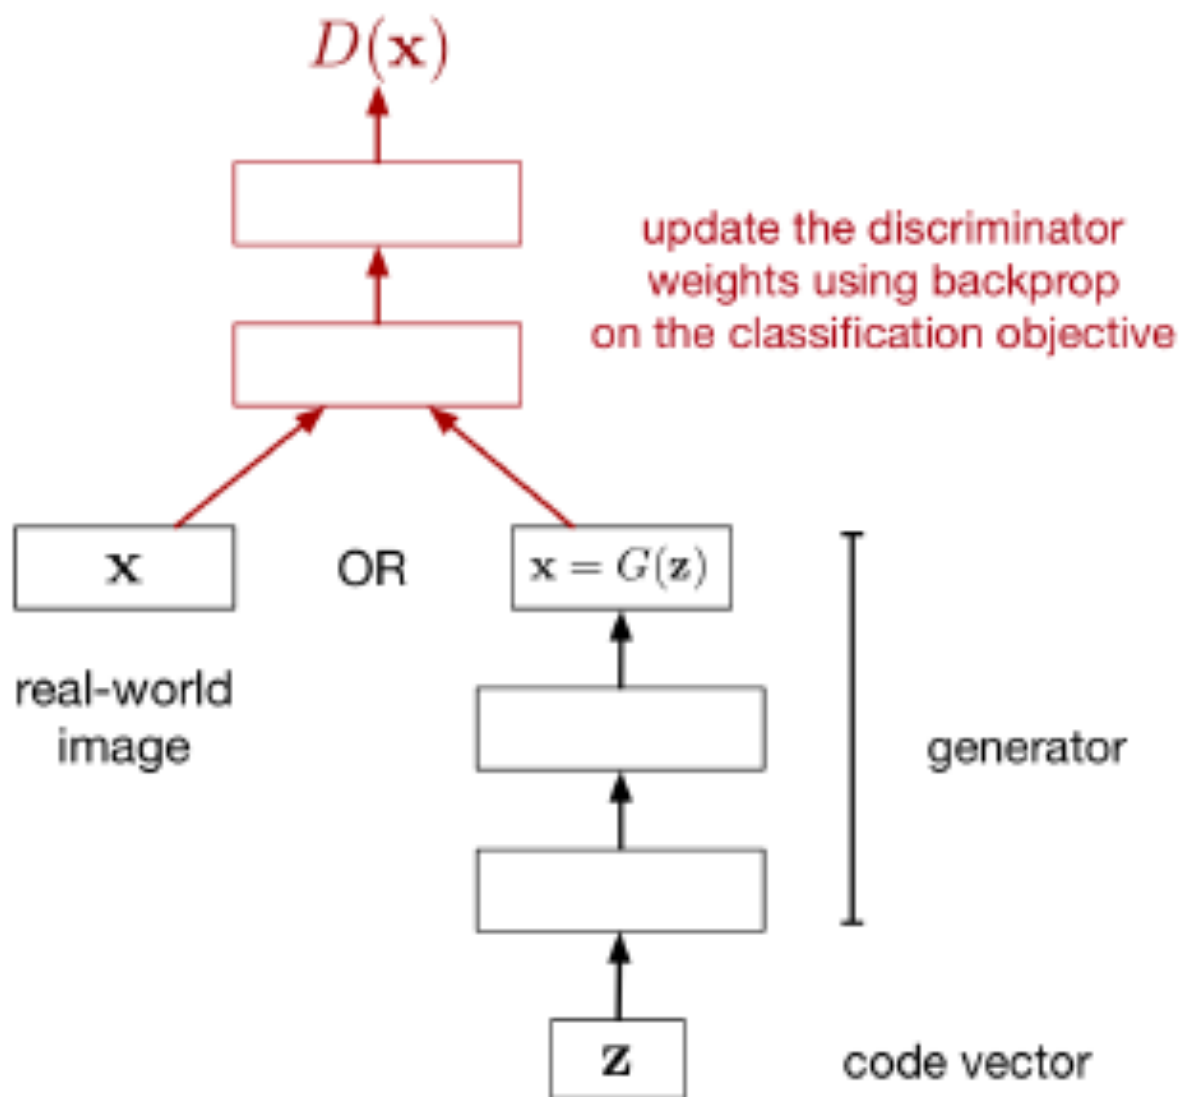 D(x)
update the discriminator
weights using backprop
on the classification objective
x
OR
x = G(z)
real-world
image
generator
z
code vector